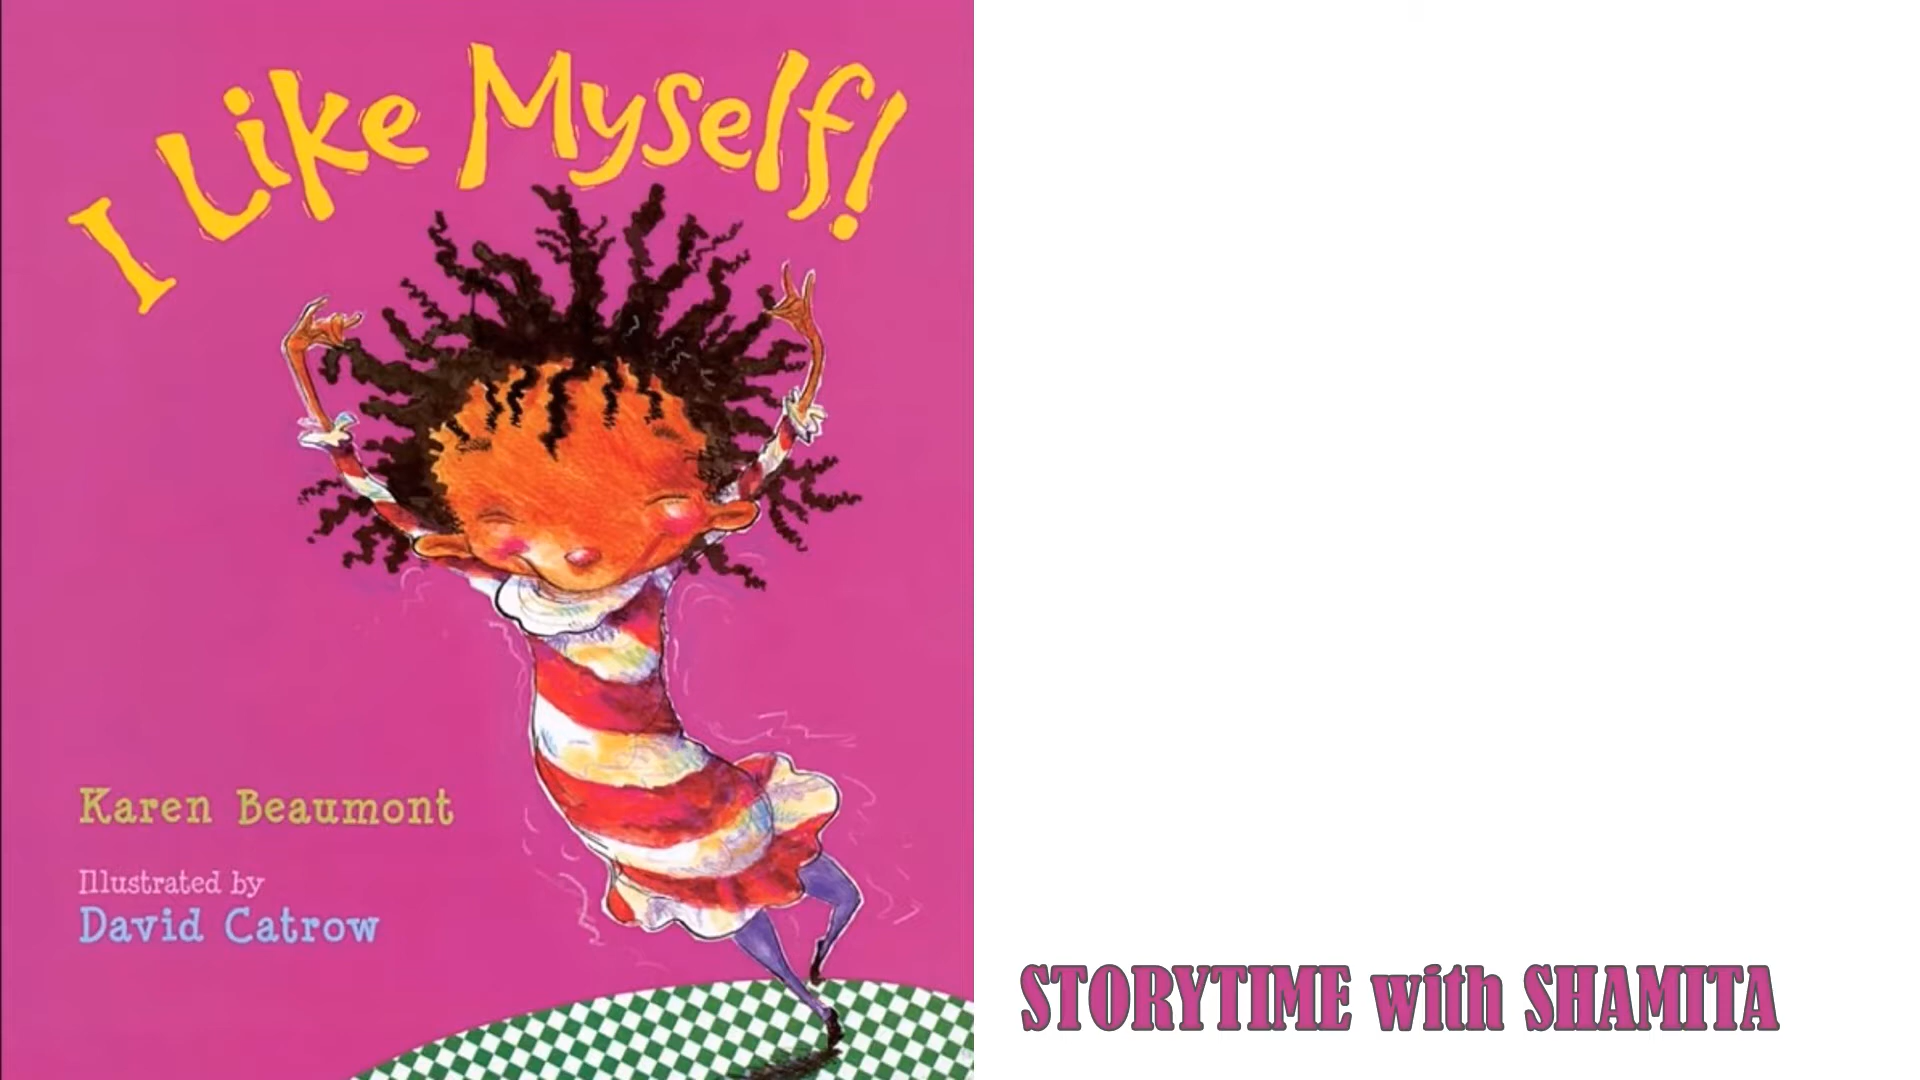 I Like Myself!
Karen Beaumont
Illustrated by
David Catrow
STORYTIME with SHAMITA